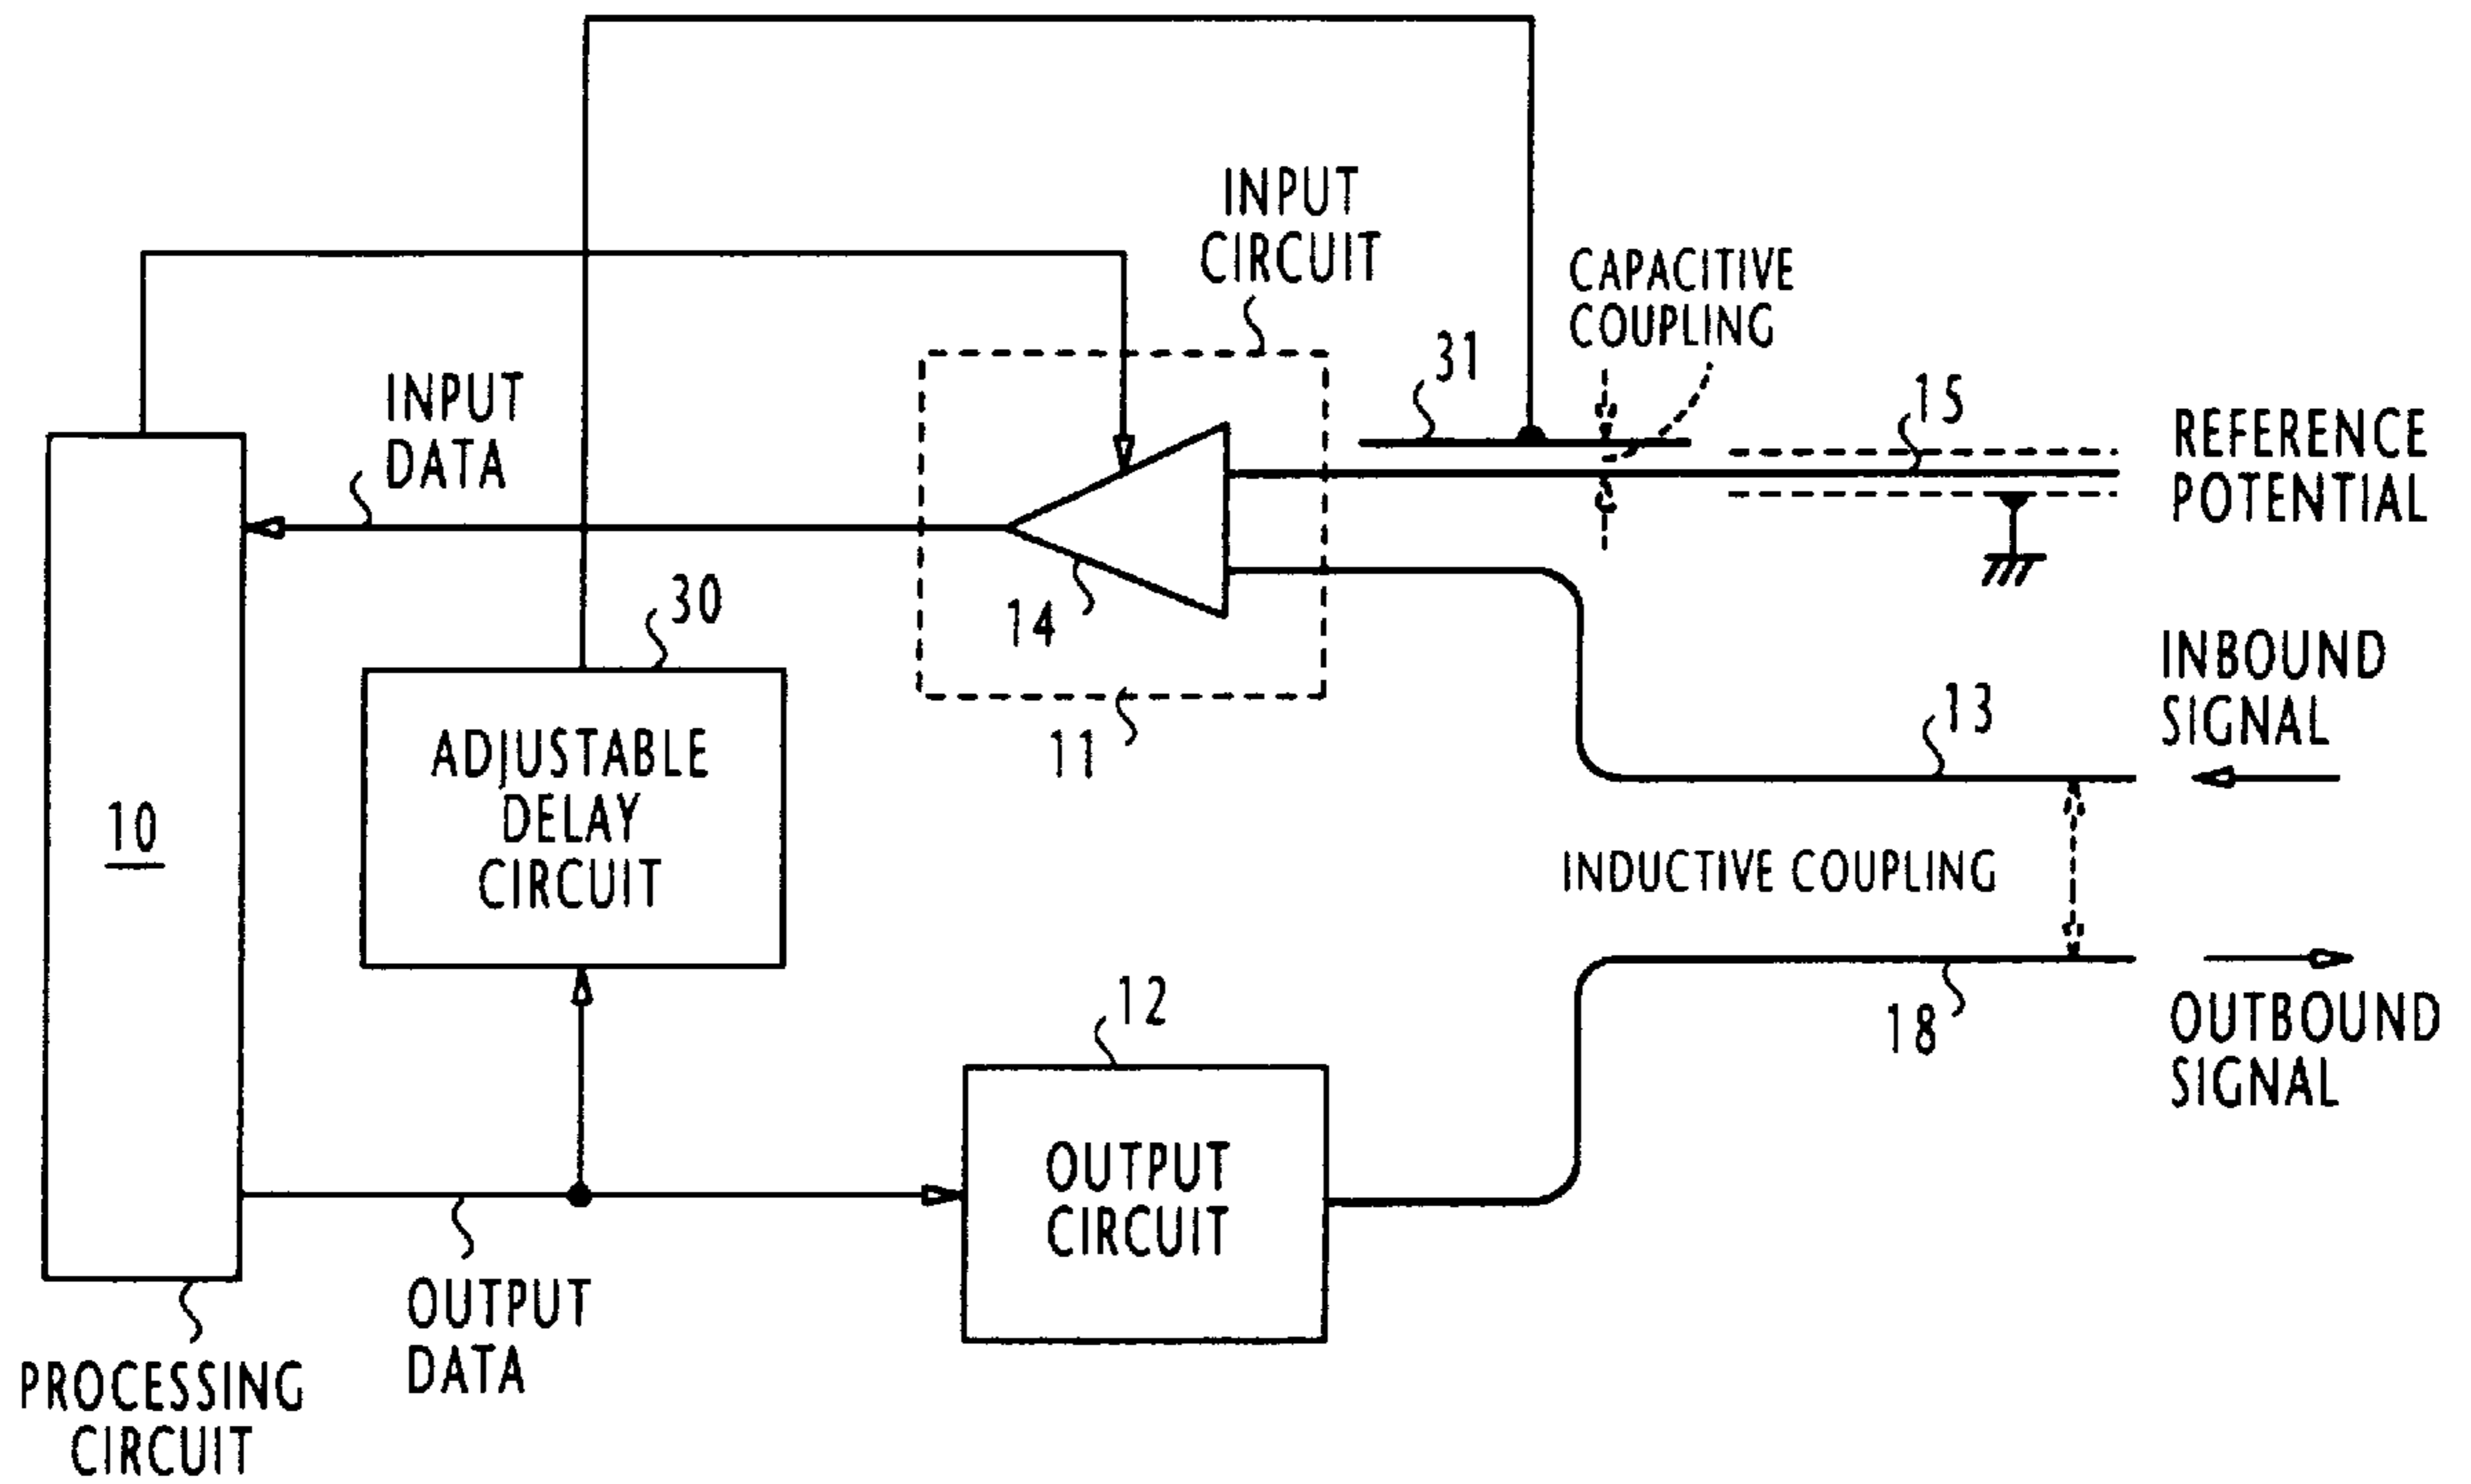 INPUT
CIRCUIT
CAPACITIVE
COUPLING
31
15
REFERENCE
POTENTIAL
INPUT
DATA
14
30
11
INBOUND
SIGNAL
13
ADJUSTABLE
DELAY
CIRCUIT
10
INDUCTIVE COUPLING
12
18
OUTBOUND
SIGNAL
OUTPUT
CIRCUIT
OUTPUT
DATA
PROCESSING
CIRCUIT